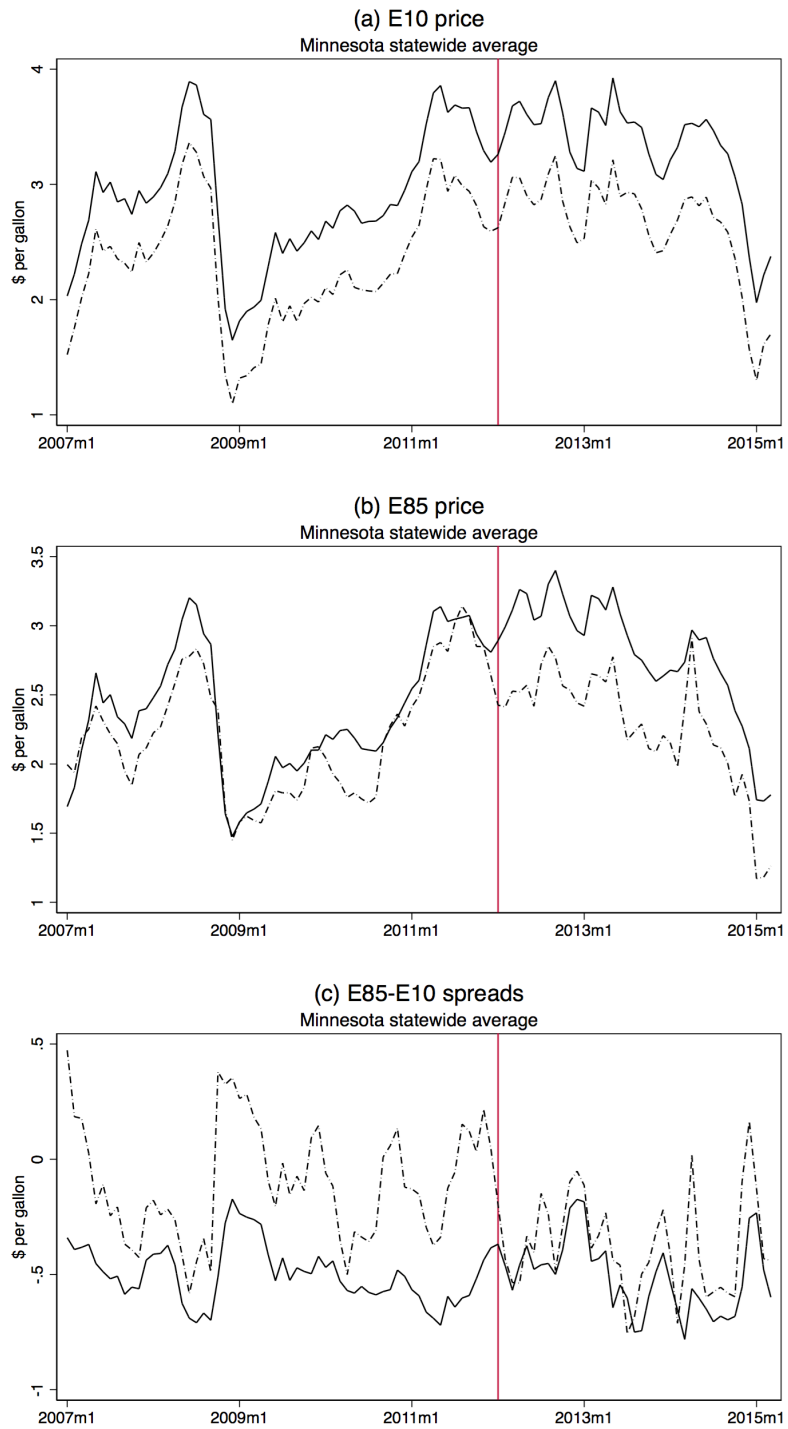 (a) E10 price
Minnesota statewide average
$ per gallon
4
3
2
1
2007m1 2009m1 2011m1 2013m1 2015m1
(b) E85 price
Minnesota statewide average
$ per gallon
3.5
3
2.5
2
1.5
1
2007m1 2009m1 2011m1 2013m1 2015m1
(c) E85-E10 spreads
Minnesota statewide average
$ per gallon
.5
0
-.5
-1
2007m1 2009m1 2011m1 2013m1 2015m1